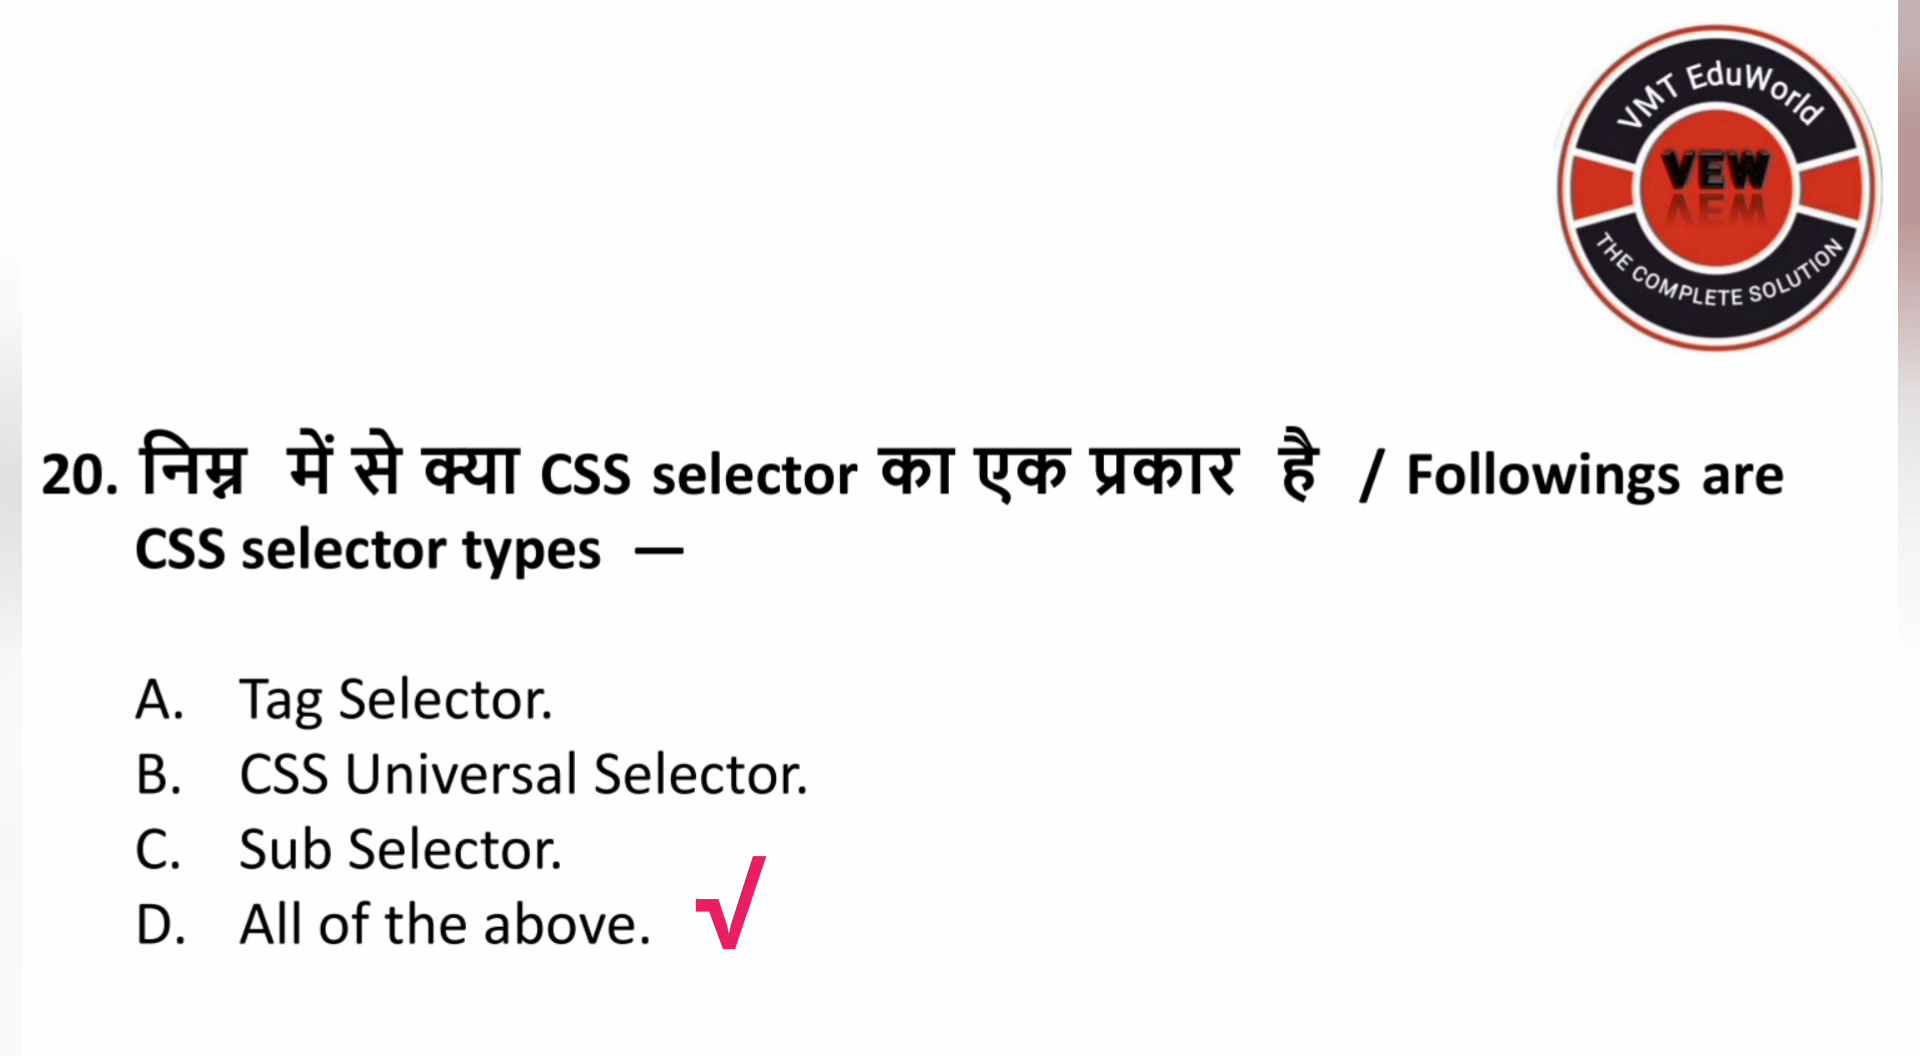 VMT EduWorld
VEW
THE COMPLETE SOLUTION
20. निम्न में से क्या CSS selector का एक प्रकार है / Followings are
CSS selector types —
A. Tag Selector.
B. CSS Universal Selector.
C. Sub Selector.
D. All of the above. √